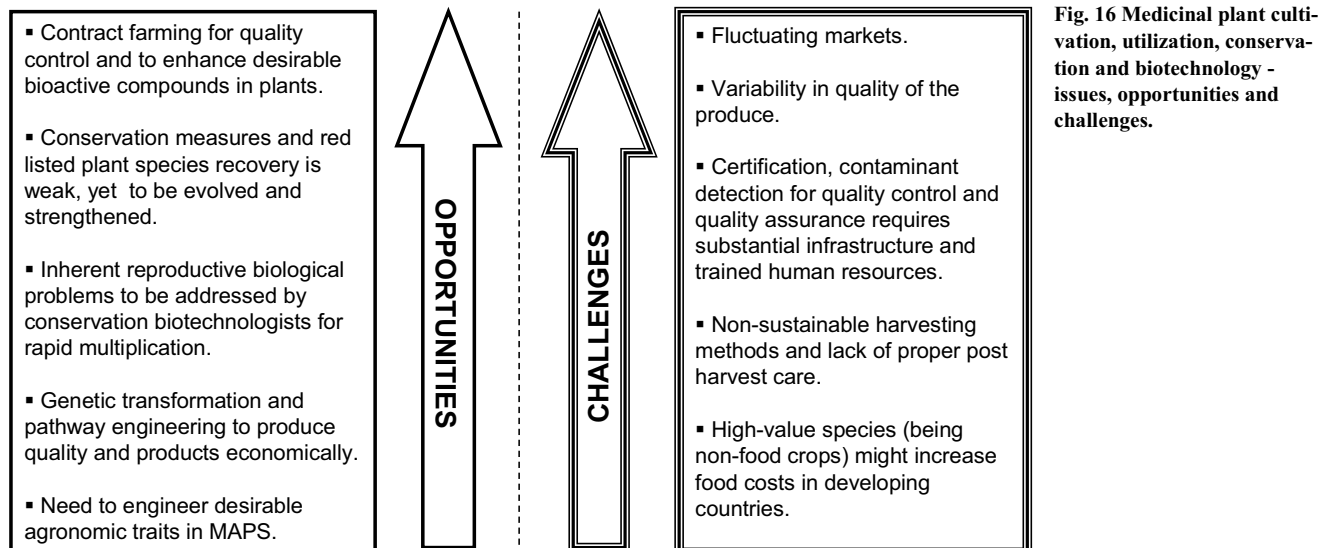 ▪ Contract farming for quality
control and to enhance desirable
bioactive compounds in plants.
▪ Conservation measures and red
listed plant species recovery is
weak, yet to be evolved and
strengthened.
▪ Inherent reproductive biological
problems to be addressed by
conservation biotechnologists for
rapid multiplication.
▪ Genetic transformation and
pathway engineering to produce
quality and products economically.
▪ Need to engineer desirable
agronomic traits in MAPS.
OPPORTUNITIES
CHALLENGES
▪ Fluctuating markets.
▪ Variability in quality of the
produce.
▪ Certification, contaminant
detection for quality control and
quality assurance requires
substantial infrastructure and
trained human resources.
▪ Non-sustainable harvesting
methods and lack of proper post
harvest care.
▪ High-value species (being
non-food crops) might increase
food costs in developing
countries.
Fig. 16 Medicinal plant culti-
vation, utilization, conserva-
tion and biotechnology -
issues, opportunities and
challenges.